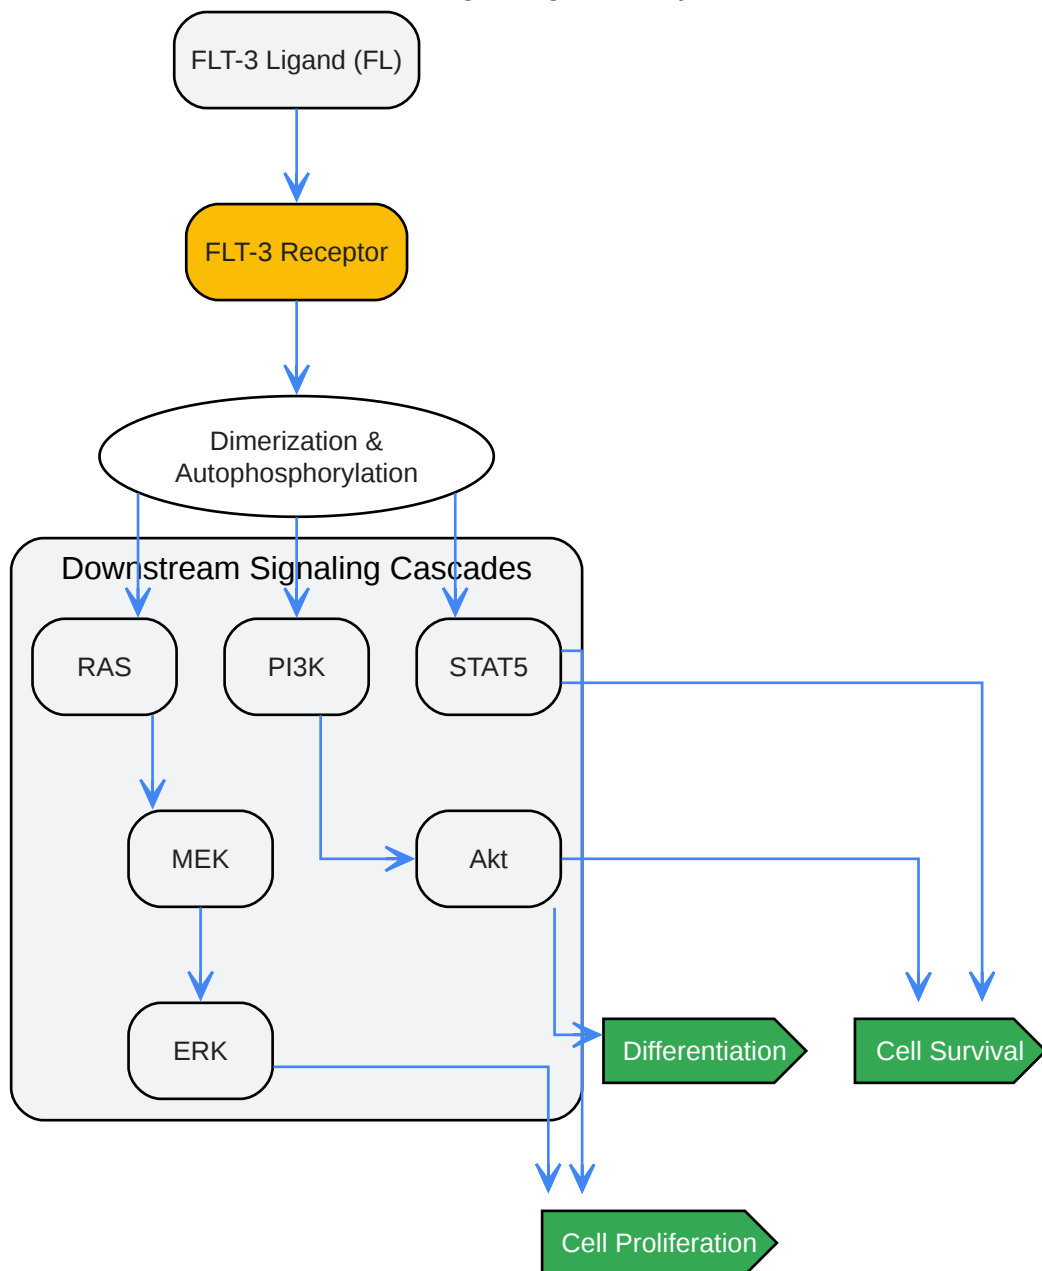 FLT-3 Ligand (FL)
FLT-3 Receptor
Dimerization &
Autophosphorylation
Downstream Signaling Cascades
RAS
PI3K
STAT5
MEK
Akt
ERK
Differentiation
Cell Survival
Cell Proliferation